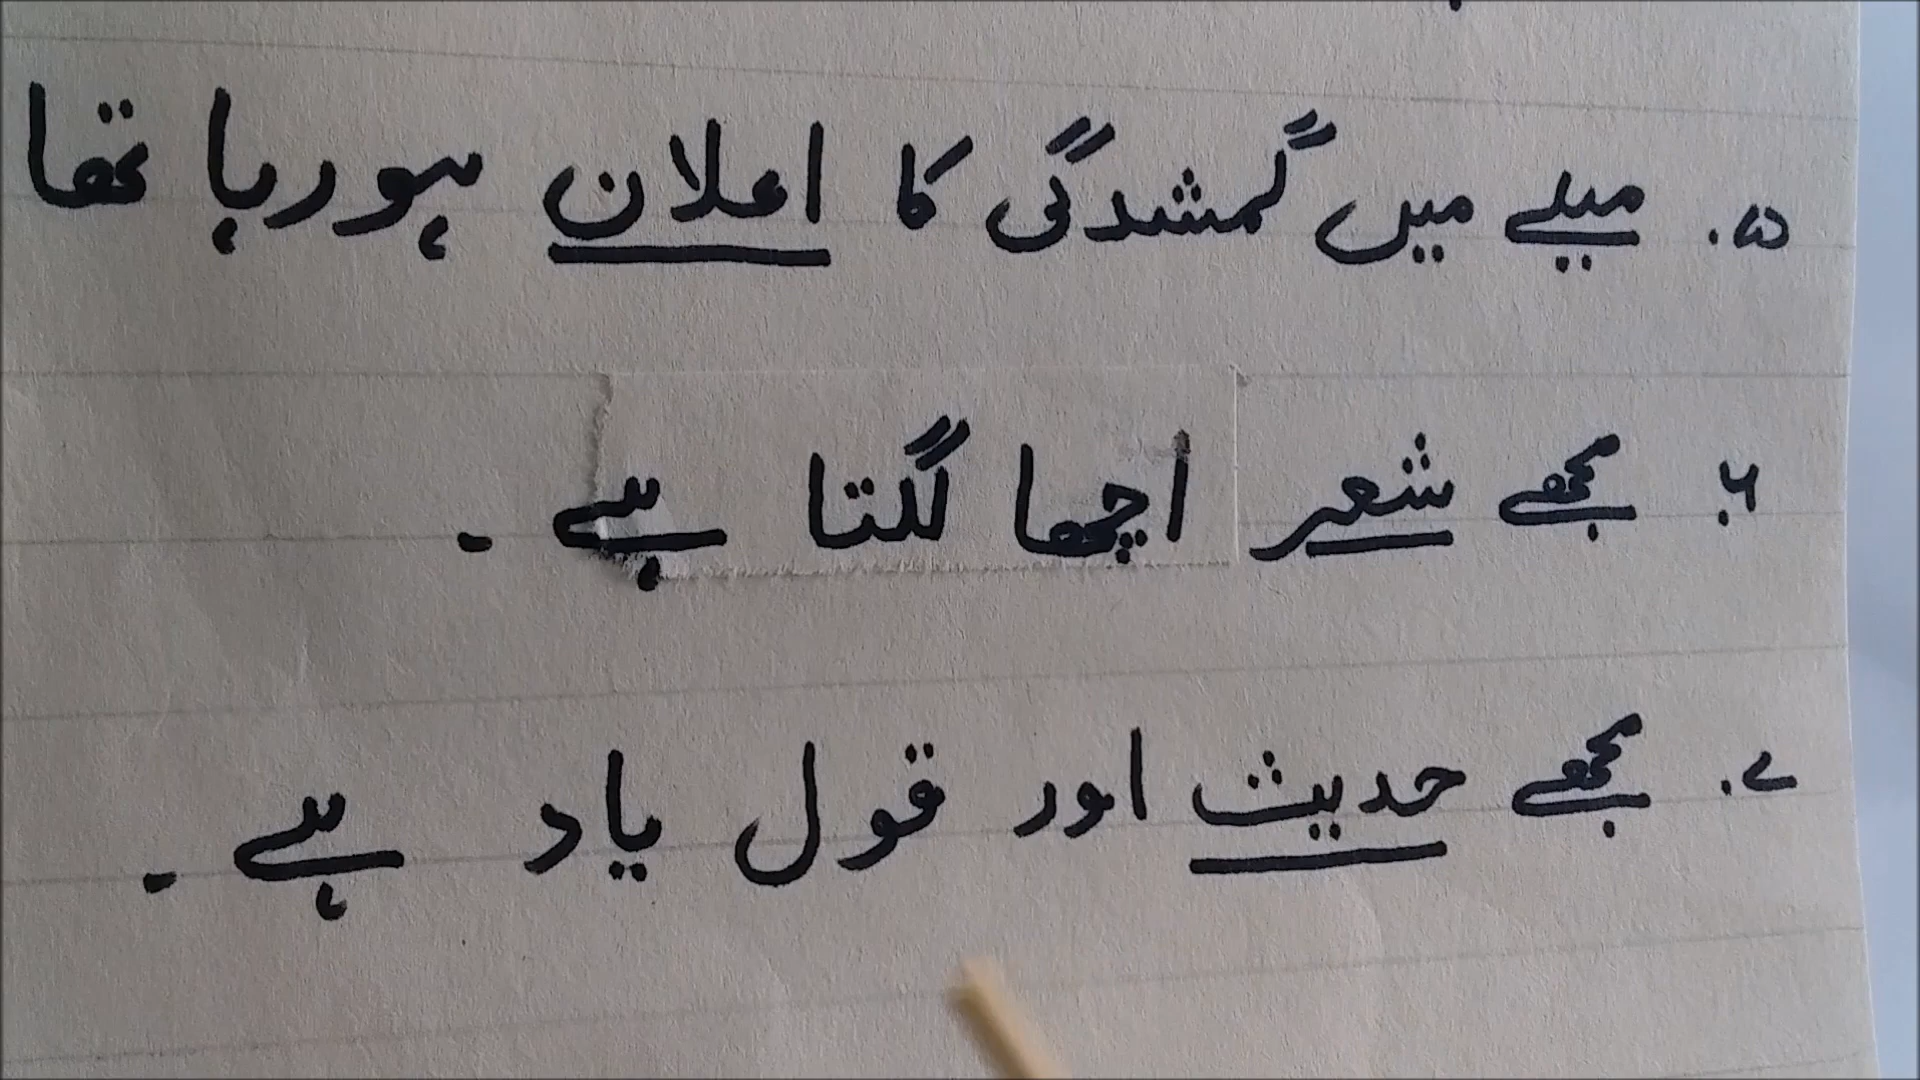 ۵. میلے میں گمشدگی کا اعلان ہو رہا تھا
۶. مجھے شعر اچھا لگتا ہے ۔
۷. مجھے حدیث اور قول یاد ہے ۔